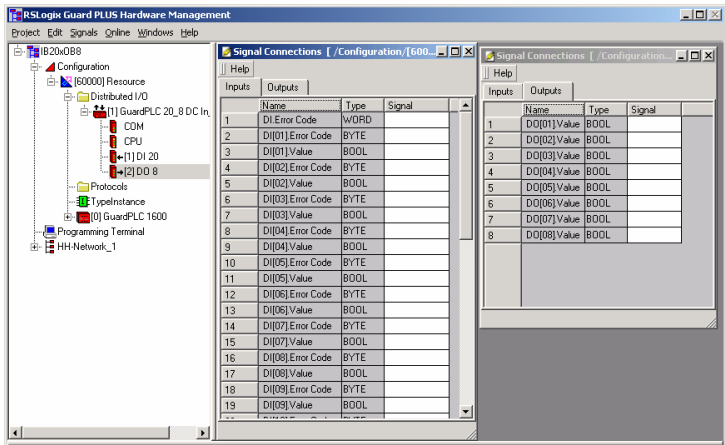 RSLogix Guard PLUS Hardware Management
Project Edit Signals Online Windows Help
IB20xOB8
Configuration
[60000] Resource
Distributed I/O
[1] GuardPLC 20_8 DC In_
COM
CPU
[1] DI 20
[2] DO 8
Protocols
TypeInstance
[0] GuardPLC 1600
Programming Terminal
HH-Network_1
Signal Connections [ /Configuration/[600...
Help
Inputs Outputs
Name Type Signal
1 DI.Error Code WORD
2 DI[01].Error Code BYTE
3 DI[01].Value BOOL
4 DI[02].Error Code BYTE
5 DI[02].Value BOOL
6 DI[03].Error Code BYTE
7 DI[03].Value BOOL
8 DI[04].Error Code BYTE
9 DI[04].Value BOOL
10 DI[05].Error Code BYTE
11 DI[05].Value BOOL
12 DI[06].Error Code BYTE
13 DI[06].Value BOOL
14 DI[07].Error Code BYTE
15 DI[07].Value BOOL
16 DI[08].Error Code BYTE
17 DI[08].Value BOOL
18 DI[09].Error Code BYTE
19 DI[09].Value BOOL
Signal Connections [ /Configuration...
Help
Inputs Outputs
Name Type Signal
1 DO[01].Value BOOL
2 DO[02].Value BOOL
3 DO[03].Value BOOL
4 DO[04].Value BOOL
5 DO[05].Value BOOL
6 DO[06].Value BOOL
7 DO[07].Value BOOL
8 DO[08].Value BOOL